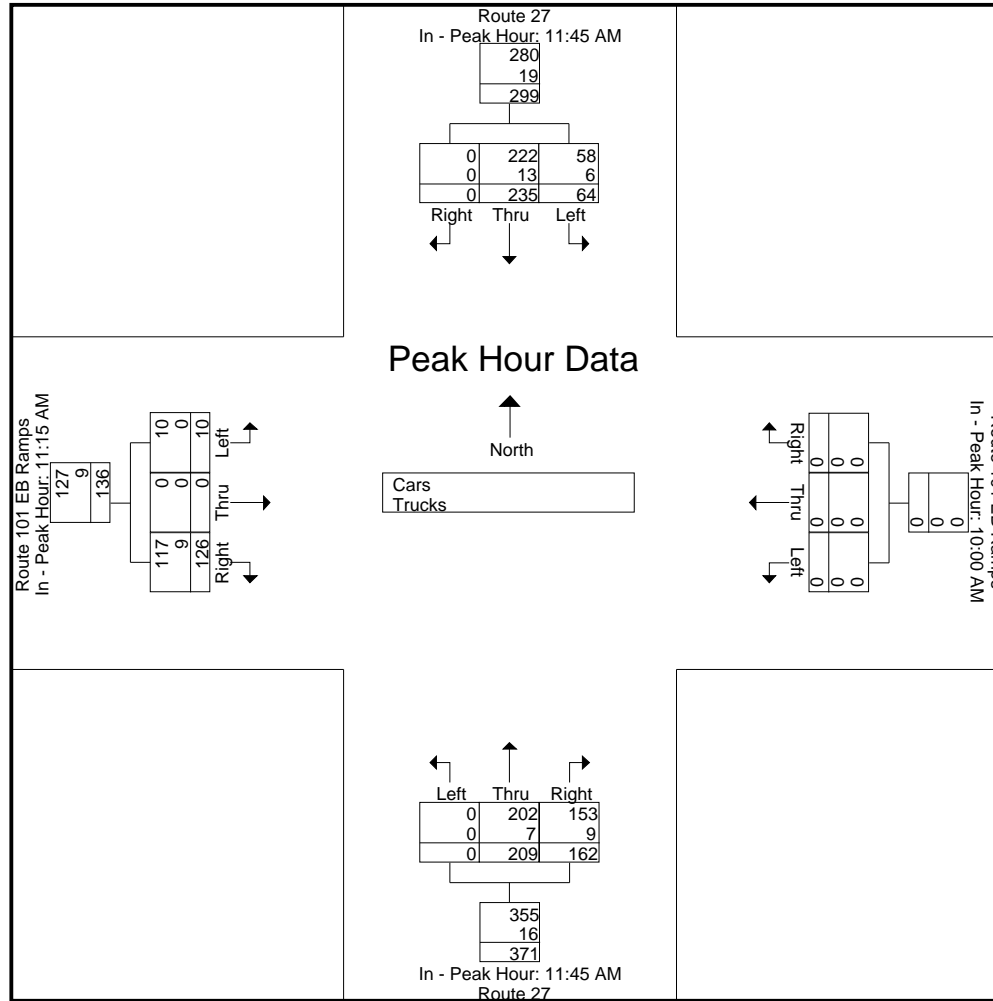 Route 27
In - Peak Hour: 11:45 AM
280
19
299
0 222 58
0 13 6
0 235 64
Right Thru Left
Peak Hour Data
North
Cars
Trucks
Route 101 EB Ramps
In - Peak Hour: 11:15 AM
127
9
136
10 0 10
0 0 0
117 9 126
Left
Thru
Right
Right
Thru
Left
0 0 0
0 0 0
0 0 0
0 0 0
In - Peak Hour: 10:00 AM
Left Thru Right
0 202 153
0 7 9
0 209 162
355
16
371
In - Peak Hour: 11:45 AM
Route 27